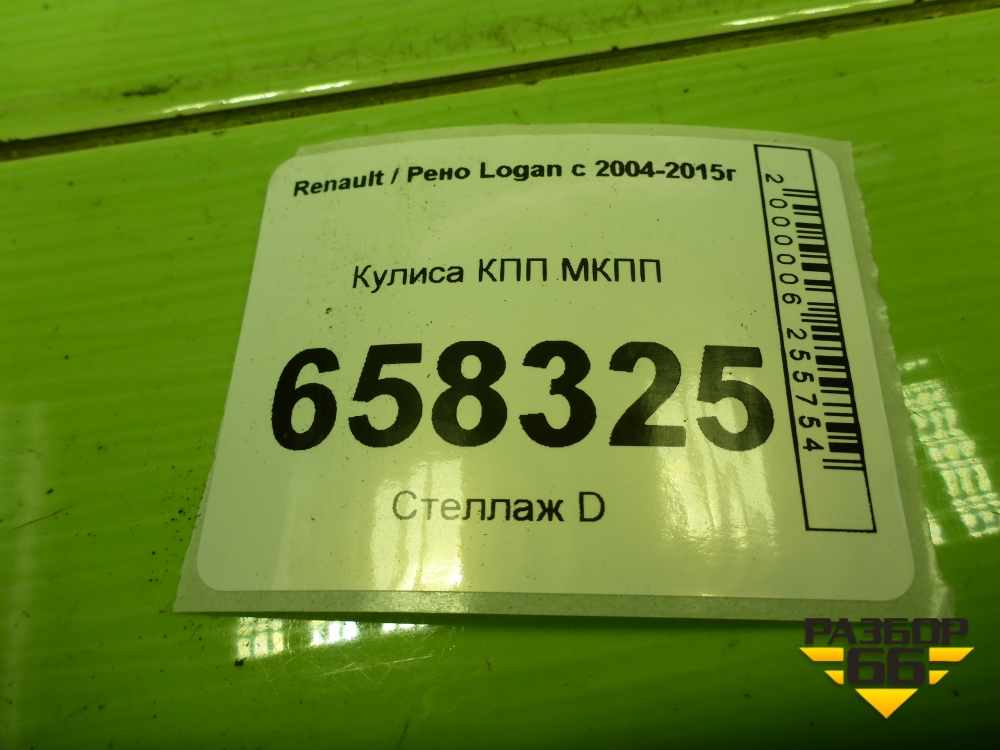 Renault / Рено Logan с 2004-2015г
Кулиса КПП МКПП
658325
Стеллаж D
2000006255754
РАЗБОР
66